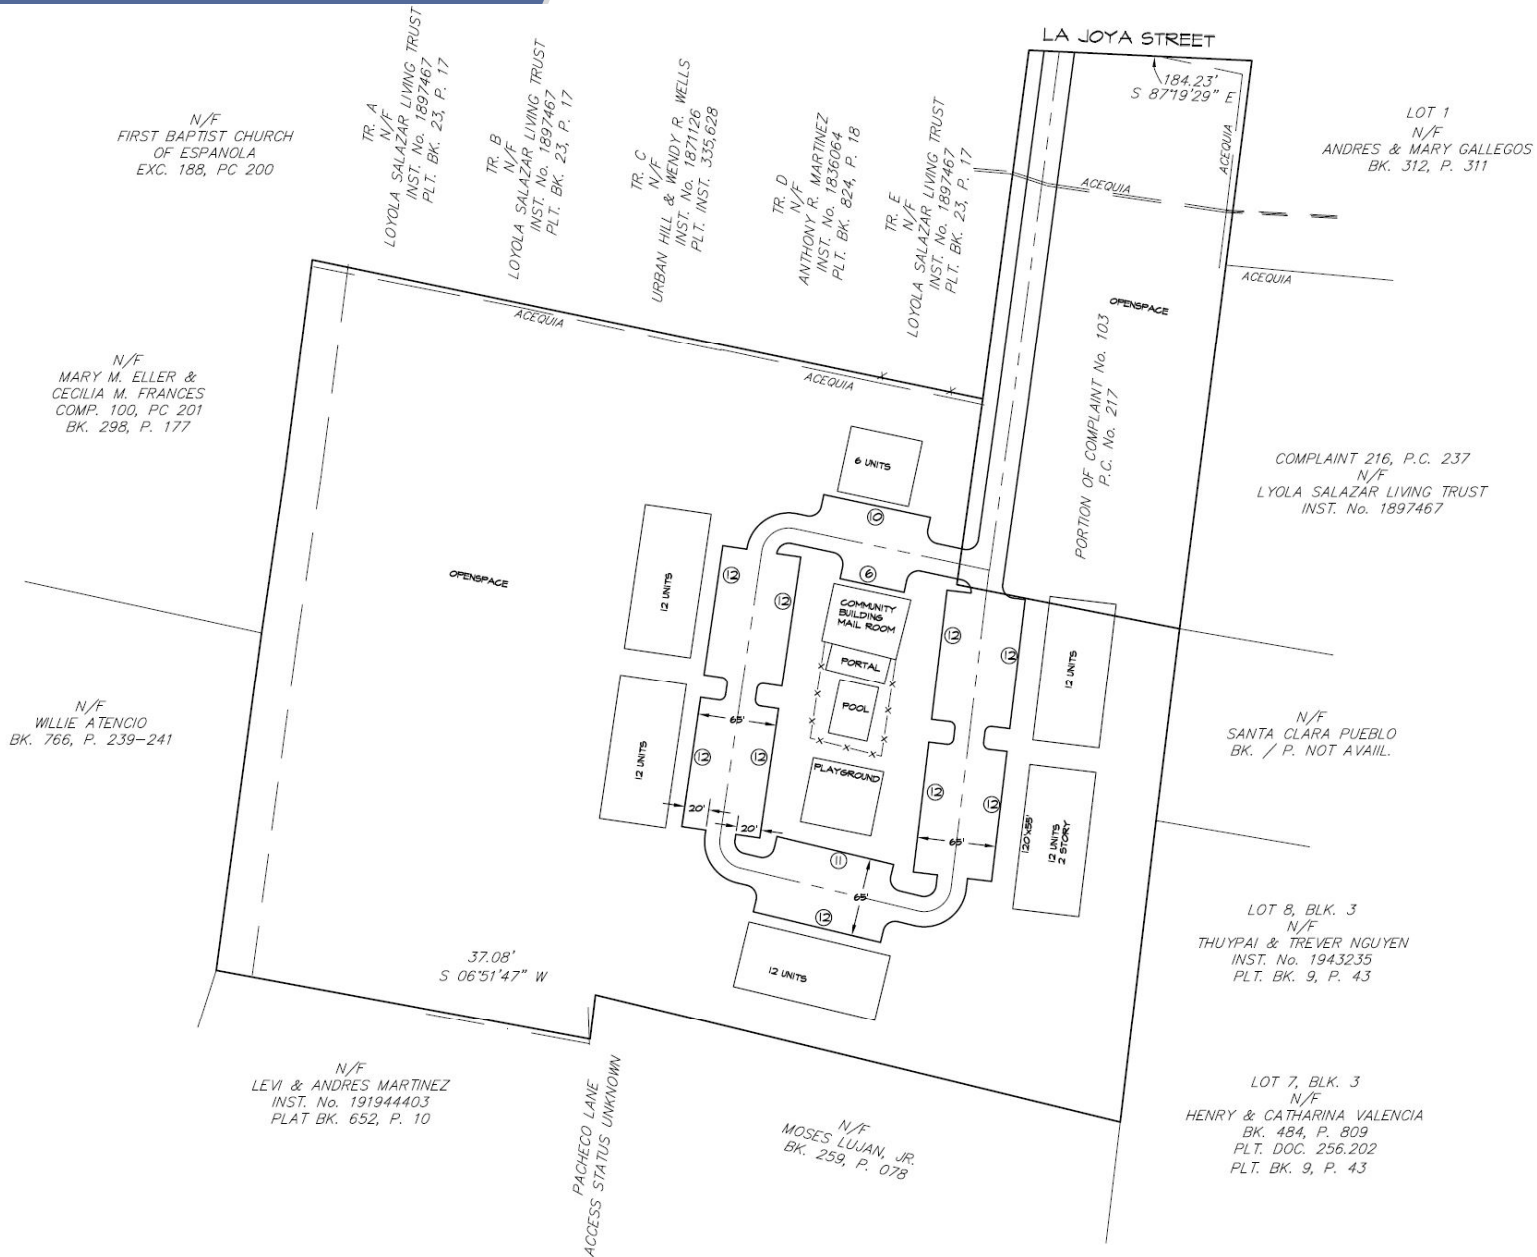 LA JOYA STREET
184.23'
S 87°19'29" E
ACEQUIA
LOT 1
N/F
ANDRES & MARY GALLEGOS
BK. 312, P. 311
N/F
FIRST BAPTIST CHURCH
OF ESPANOLA
EXC. 188, PC 200
TR. A
N/F
LOYOLA SALAZAR LIVING TRUST
INST. No. 1897467
PLT. BK. 23, P. 17
TR. B
N/F
LOYOLA SALAZAR LIVING TRUST
INST. No. 1897467
PLT. BK. 23, P. 17
TR. C
N/F
URBAN HILL & WENDY R. WELLS
INST. No. 1871126
PLT. INST. 335,628
TR. D
N/F
ANTHONY R. MARTINEZ
INST. No. 1836064
PLT. BK. 824, P. 18
TR. E
N/F
LOYOLA SALAZAR LIVING TRUST
INST. No. 1897467
PLT. BK. 23, P. 17
ACEQUIA
ACEQUIA
OPENSPACE
PORTION OF COMPLAINT No. 103
P.C. No. 217
ACEQUIA
ACEQUIA
N/F
MARY M. ELLER &
CECILIA M. FRANCES
COMP. 100, PC 201
BK. 298, P. 177
COMPLAINT 216, P.C. 237
N/F
LYOLA SALAZAR LIVING TRUST
INST. No. 1897467
6 UNITS
10
OPENSPACE
12 UNITS
12
12
6
COMMUNITY
BUILDING
MAIL ROOM
PORTAL
POOL
PLAYGROUND
12
12
12 UNITS
N/F
WILLIE ATENCIO
BK. 766, P. 239-241
N/F
SANTA CLARA PUEBLO
BK. / P. NOT AVAIIL.
12 UNITS
65'
12
12
20'
20'
12
12
65'
120'x55'
12 UNITS
2 STORY
11
65'
12
12 UNITS
37.08'
S 06°51'47" W
LOT 8, BLK. 3
N/F
THUYPAI & TREVER NGUYEN
INST. No. 1943235
PLT. BK. 9, P. 43
N/F
LEVI & ANDRES MARTINEZ
INST. No. 191944403
PLAT BK. 652, P. 10
PACHECO LANE
ACCESS STATUS UNKNOWN
N/F
MOSES LUJAN, JR.
BK. 259, P. 078
LOT 7, BLK. 3
N/F
HENRY & CATHARINA VALENCIA
BK. 484, P. 809
PLT. DOC. 256.202
PLT. BK. 9, P. 43